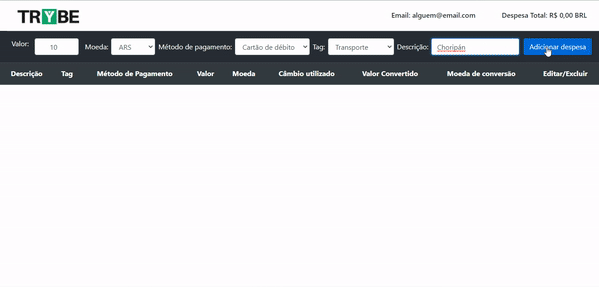 TRYBE Email: alguem@email.com Despesa Total: R$ 0,00 BRL
Valor: 10 Moeda: ARS Método de pagamento: Cartão de débito Tag: Transporte Descrição: Choripán Adicionar despesa
Descrição Tag Método de Pagamento Valor Moeda Câmbio utilizado Valor Convertido Moeda de conversão Editar/Excluir